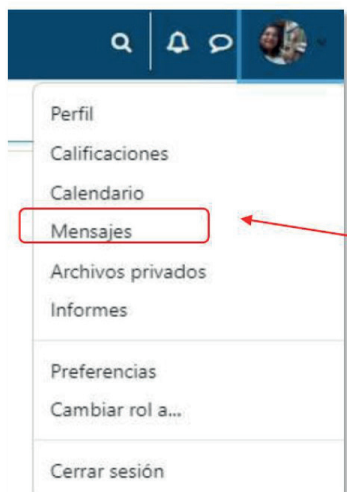 Perfil
Calificaciones
Calendario
Mensajes
Archivos privados
Informes
Preferencias
Cambiar rol a...
Cerrar sesión